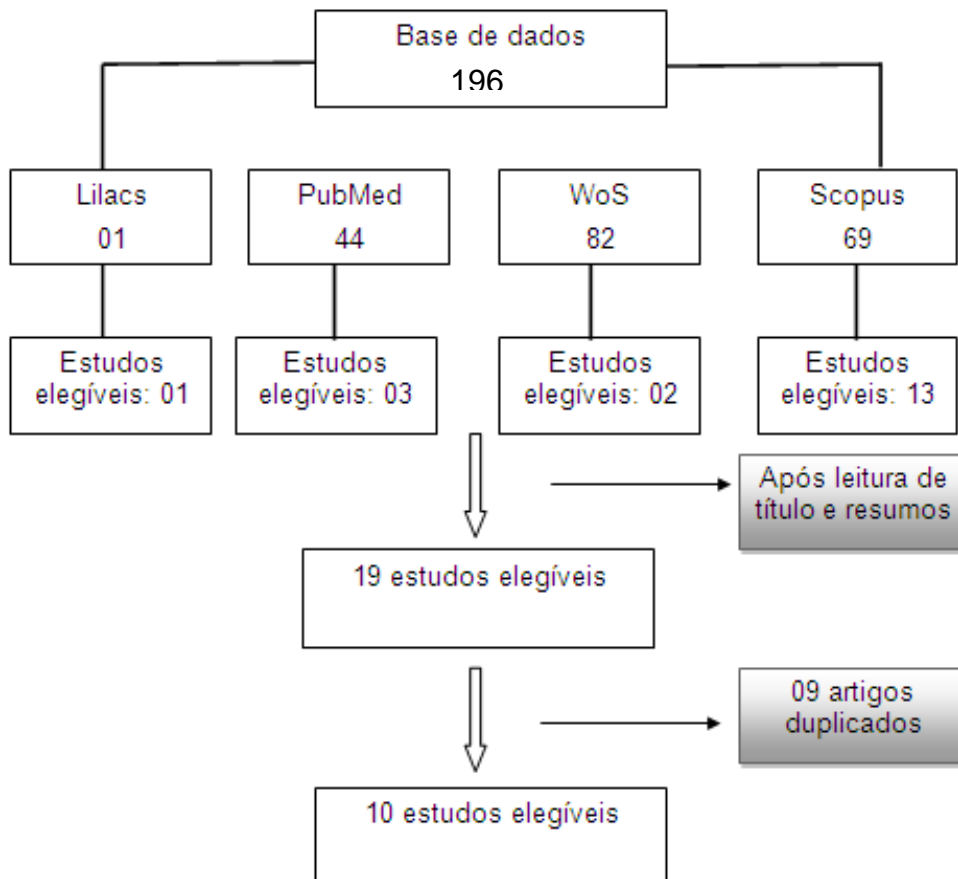 Base de dados
196
Lilacs
01
PubMed
44
WoS
82
Scopus
69
Estudos
elegíveis: 01
Estudos
elegíveis: 03
Estudos
elegíveis: 02
Estudos
elegíveis: 13
Após leitura de
título e resumos
19 estudos elegíveis
09 artigos
duplicados
10 estudos elegíveis